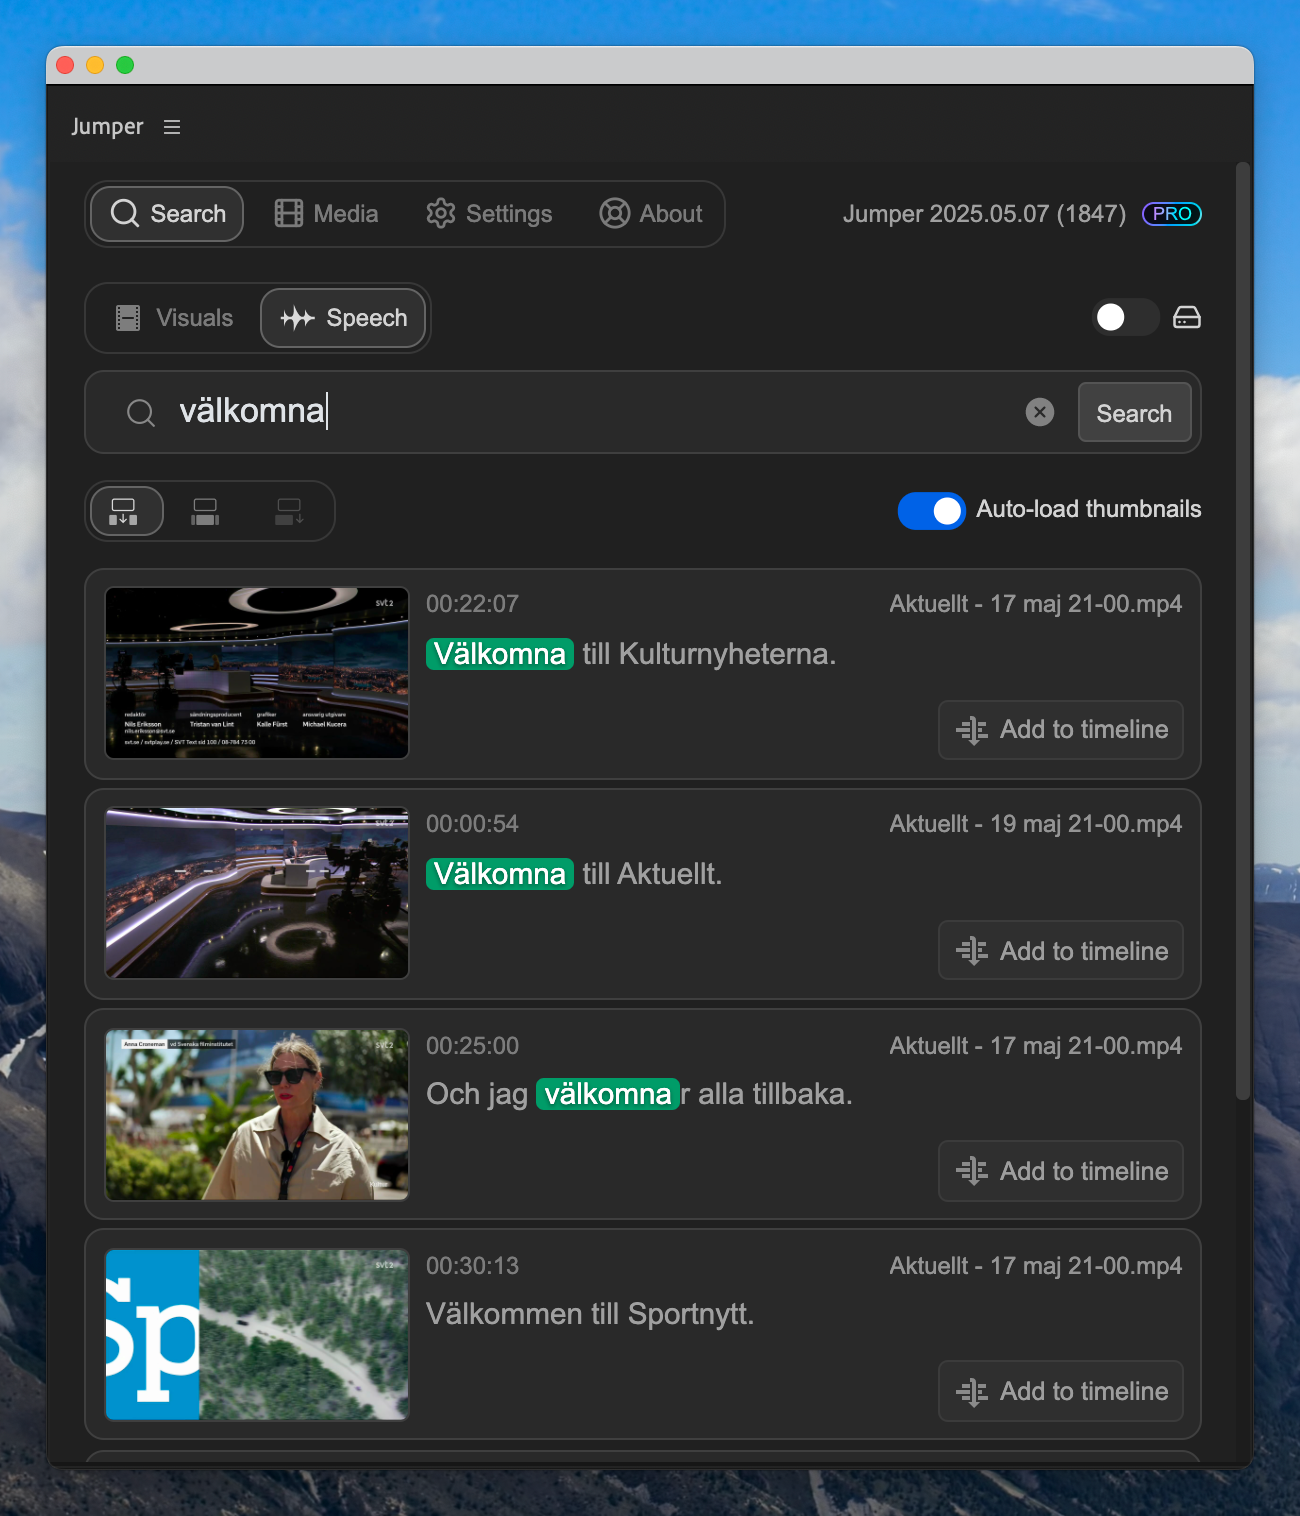 Jumper
Search Media Settings About
Jumper 2025.05.07 (1847) PRO
Visuals Speech
välkomna
Search
Auto-load thumbnails
svt2
redaktör sändningsproducent grafiker ansvarig utgivare
Nils Eriksson Tristan van Lint Kalle Fürst Michael Kucera
nils.eriksson@svt.se
svt.se / svtplay.se / SVT Text sid 100 / 08-784 75 00
00:22:07 Aktuellt - 17 maj 21-00.mp4
Välkomna till Kulturnyheterna.
Add to timeline
svt2
00:00:54 Aktuellt - 19 maj 21-00.mp4
Välkomna till Aktuellt.
Add to timeline
Anna Croneman vd Svenska filminstitutet
svt2
00:25:00 Aktuellt - 17 maj 21-00.mp4
Och jag välkomnar alla tillbaka.
Add to timeline
Sp
svt2
00:30:13 Aktuellt - 17 maj 21-00.mp4
Välkommen till Sportnytt.
Add to timeline